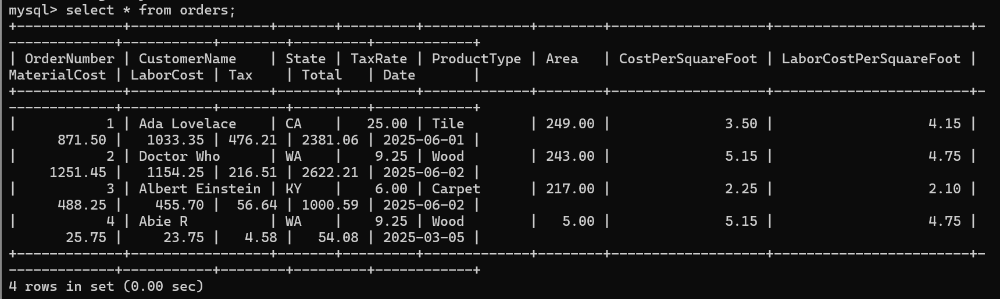 mysql> select * from orders;
+-------------+-----------------+-------+---------+-------------+--------+-------------------+------------------------+-
-------------+-----------+--------+---------+------------+
| OrderNumber | CustomerName    | State | TaxRate | ProductType | Area   | CostPerSquareFoot | LaborCostPerSquareFoot |
MaterialCost | LaborCost | Tax    | Total   | Date       |
+-------------+-----------------+-------+---------+-------------+--------+-------------------+------------------------+-
-------------+-----------+--------+---------+------------+
|           1 | Ada Lovelace    | CA    |   25.00 | Tile        | 249.00 |              3.50 |                   4.15 |
      871.50 |   1033.35 | 476.21 | 2381.06 | 2025-06-01 |
|           2 | Doctor Who      | WA    |    9.25 | Wood        | 243.00 |              5.15 |                   4.75 |
     1251.45 |   1154.25 | 216.51 | 2622.21 | 2025-06-02 |
|           3 | Albert Einstein | KY    |    6.00 | Carpet      | 217.00 |              2.25 |                   2.10 |
      488.25 |    455.70 |  56.64 | 1000.59 | 2025-06-02 |
|           4 | Abie R          | WA    |    9.25 | Wood        |   5.00 |              5.15 |                   4.75 |
       25.75 |     23.75 |   4.58 |   54.08 | 2025-03-05 |
+-------------+-----------------+-------+---------+-------------+--------+-------------------+------------------------+-
-------------+-----------+--------+---------+------------+
4 rows in set (0.00 sec)